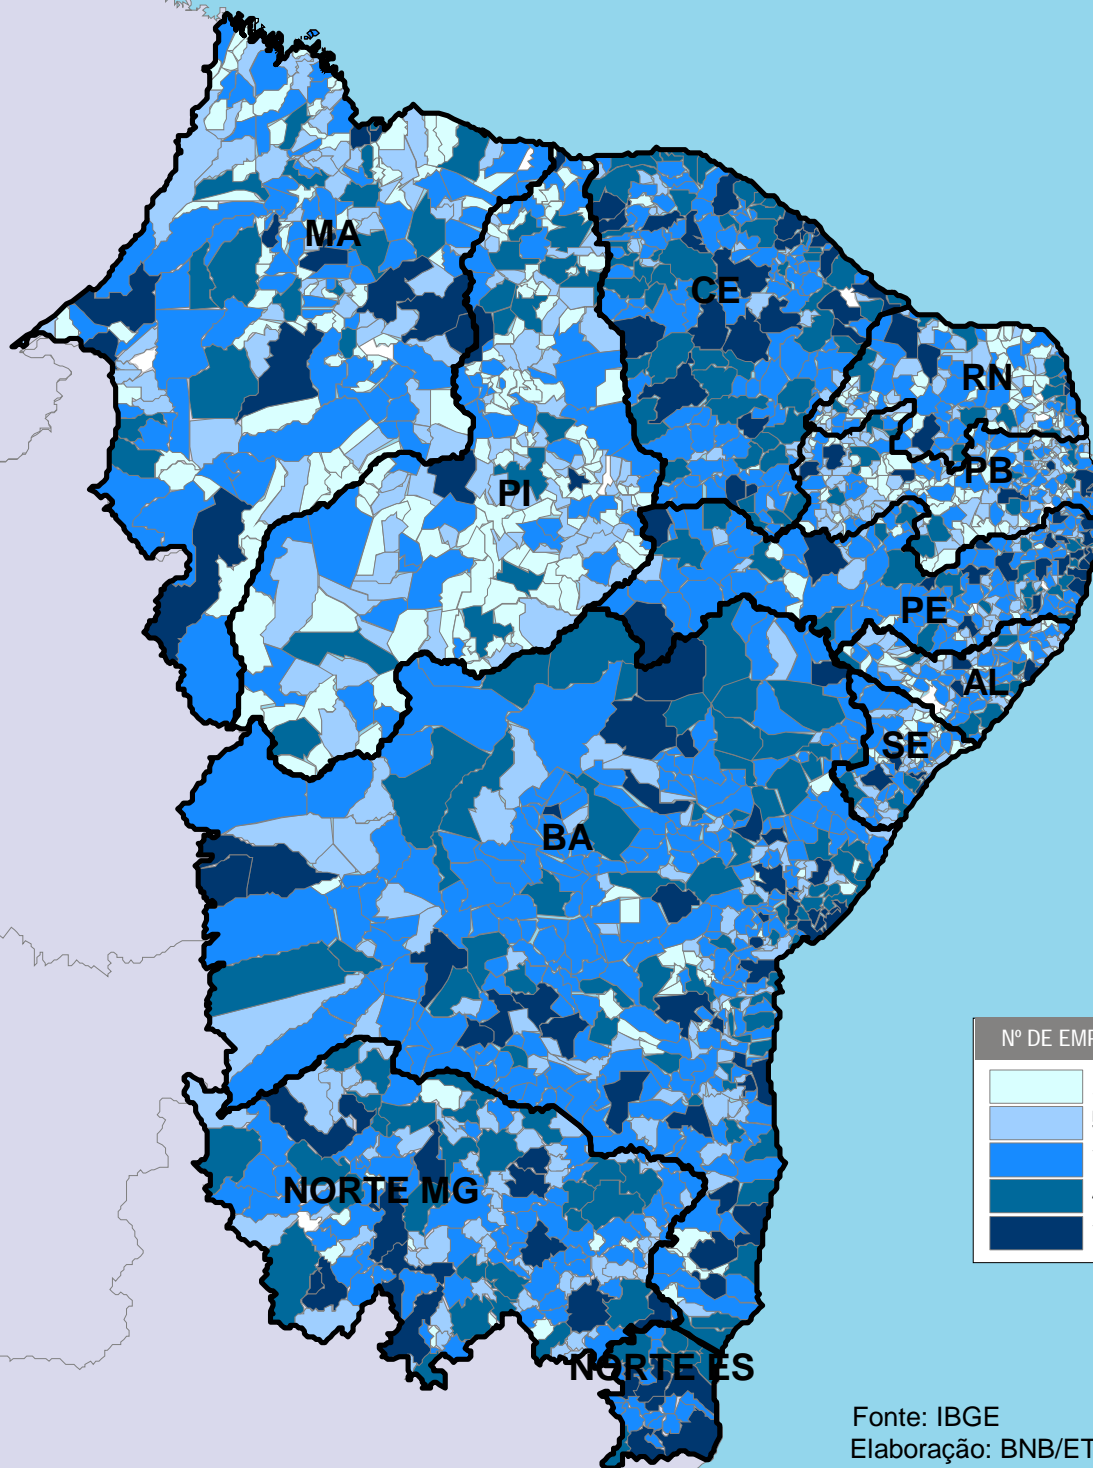 MA
CE
RN
PB
PI
PE
AL
SE
BA
Nº DE EMP
NORTE MG
NORTE ES
Fonte: IBGE
Elaboração: BNB/ET